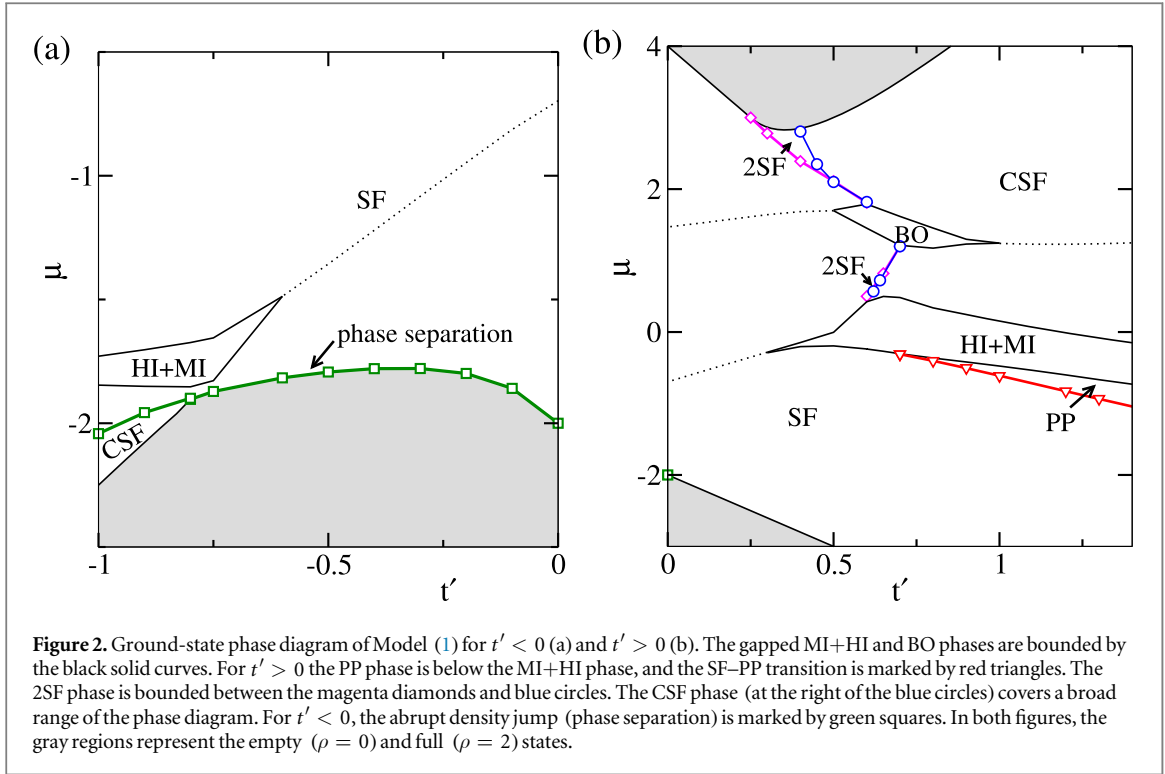 (a)
(b)
4
-1
SF
2SF
CSF
2
BO
μ
μ
phase separation
2SF
HI+MI
0
HI+MI
-2
CSF
SF
PP
-2
-1
-0.5
0
0
0.5
1
t′
t′
Figure 2. Ground-state phase diagram of Model (1) for t′ < 0 (a) and t′ > 0 (b). The gapped MI+HI and BO phases are bounded by
the black solid curves. For t′ > 0 the PP phase is below the MI+HI phase, and the SF–PP transition is marked by red triangles. The
2SF phase is bounded between the magenta diamonds and blue circles. The CSF phase (at the right of the blue circles) covers a broad
range of the phase diagram. For t′ < 0, the abrupt density jump (phase separation) is marked by green squares. In both figures, the
gray regions represent the empty (ρ = 0) and full (ρ = 2) states.